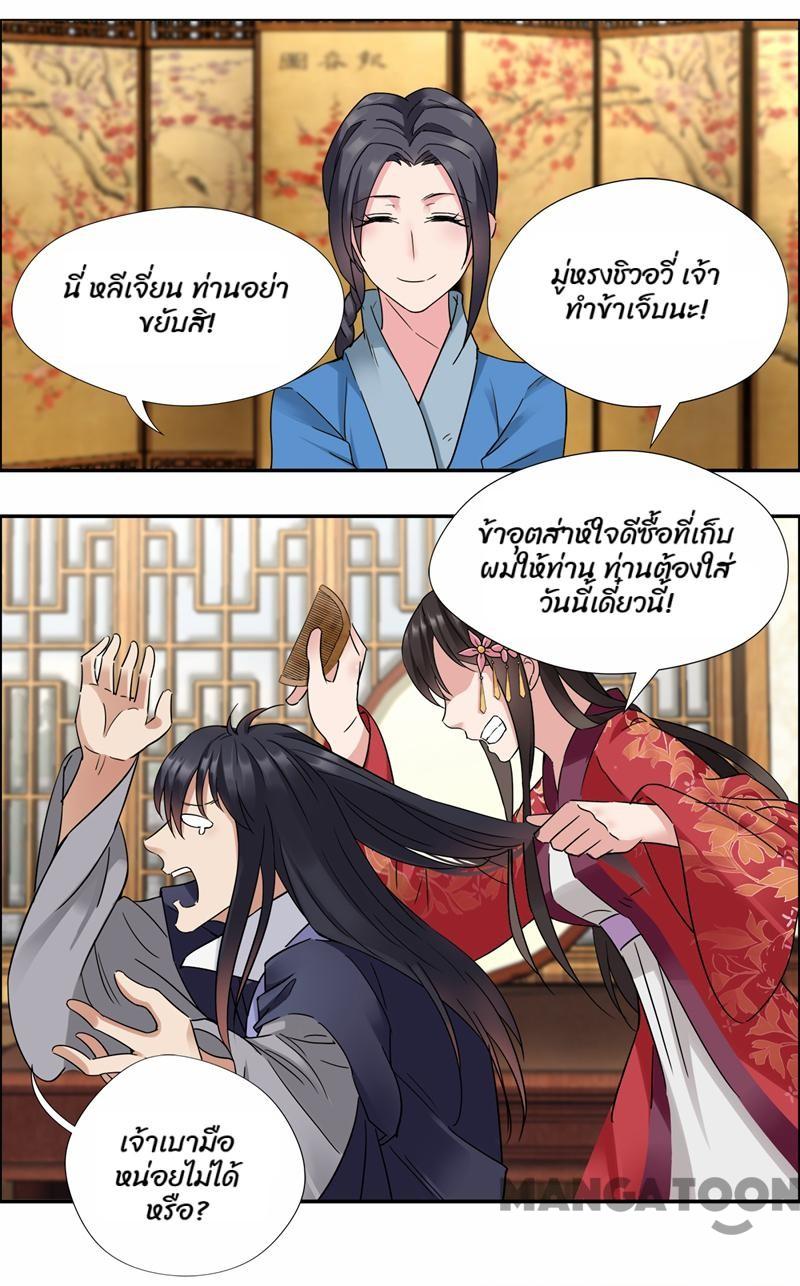 นี่ หลีเจี่ยน ท่านอย่า
ขยับสิ!
มู่หรงชิวอวี่ เจ้า
ทำข้าเจ็บนะ!
ข้าอุตส่าห์ใจดีซื้อที่เก็บ
ผมให้ท่าน ท่านต้องใส่
วันนี้เดี๋ยวนี้!
เจ้าเบามือ
หน่อยไม่ได้
หรือ?
MANGATOON